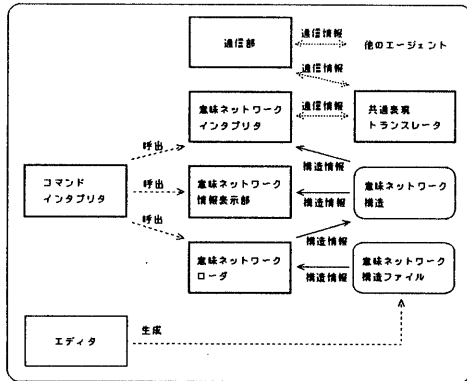 通信情報
通信部
他のエージェント
通信情報
意味ネットワーク
インタプリタ
通信情報
共通表現
トランスレータ
呼出
構造情報
コマンド
インタプリタ
呼出
意味ネットワーク
情報表示部
構造情報
意味ネットワーク
構造
呼出
構造情報
意味ネットワーク
ローダ
構造情報
意味ネットワーク
構造ファイル
エディタ
生成